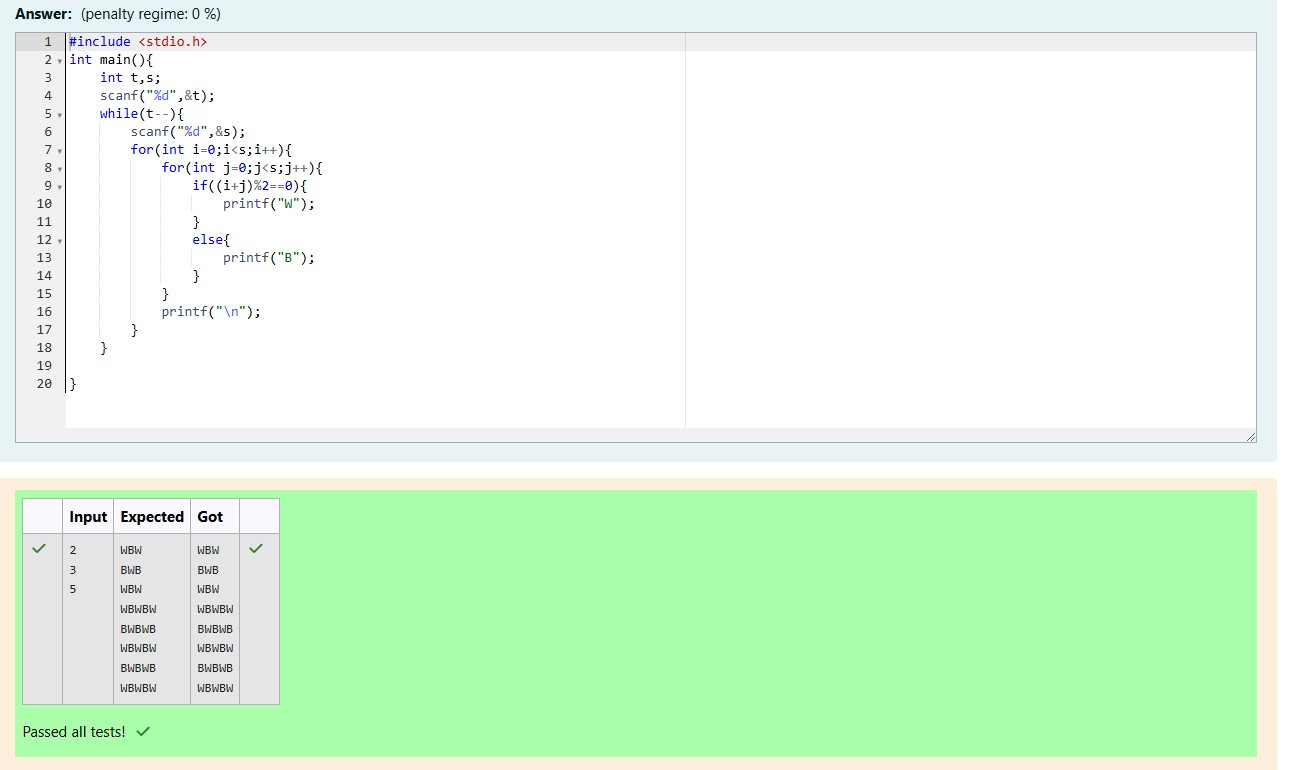 Answer: (penalty regime: 0 %)
1 #include <stdio.h>
2 int main(){
3     int t,s;
4     scanf("%d",&t);
5     while(t--){
6         scanf("%d",&s);
7         for(int i=0;i<s;i++){
8             for(int j=0;j<s;j++){
9                 if((i+j)%2==0){
10                     printf("W");
11                 }
12                 else{
13                     printf("B");
14                 }
15             }
16             printf("\n");
17         }
18     }
19
20 }
Input Expected Got
2 WBW WBW
3 BWB BWB
5 WBW WBW
WBWBW WBWBW
BWBWB BWBWB
WBWBW WBWBW
BWBWB BWBWB
WBWBW WBWBW
Passed all tests!